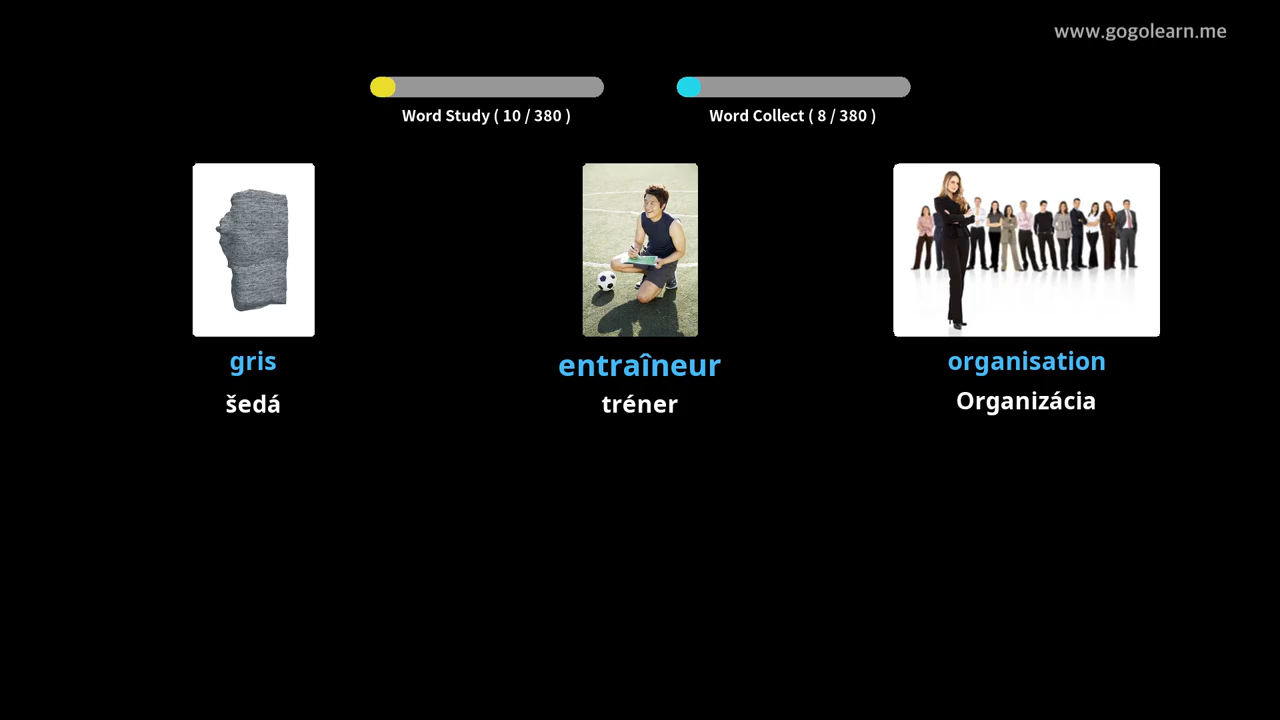 www.gogolearn.me
Word Study ( 10 / 380 )
Word Collect ( 8 / 380 )
gris
entraîneur
organisation
šedá
tréner
Organizácia